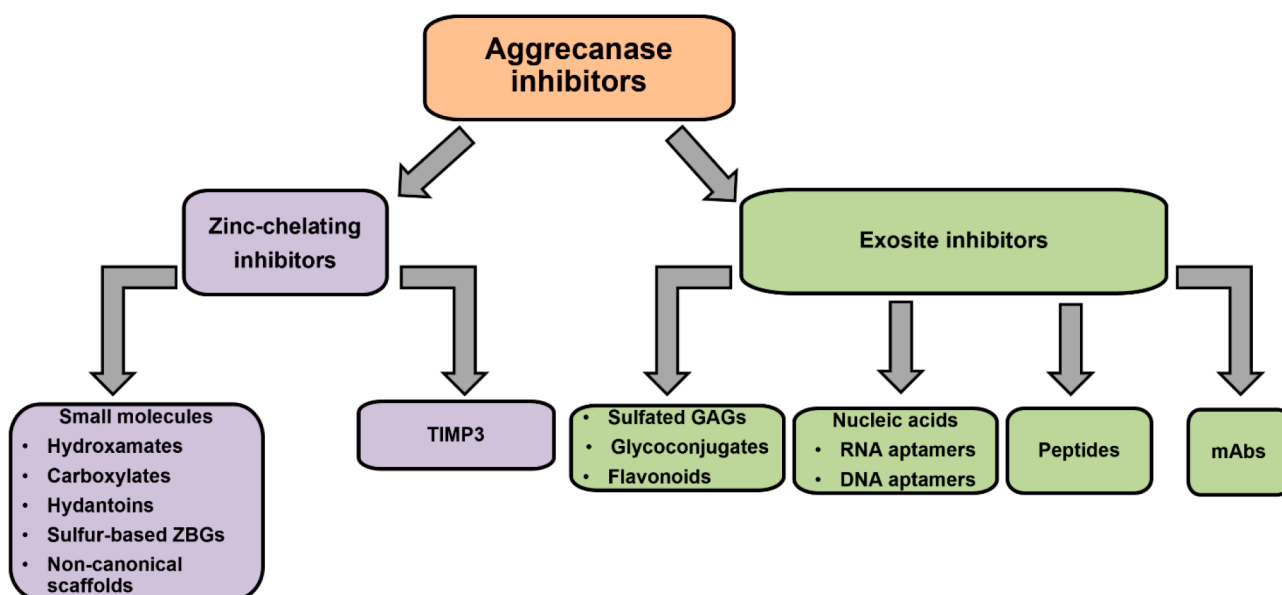 Aggrecanase
inhibitors
Zinc-chelating
inhibitors
Exosite inhibitors
Small molecules
• Hydroxamates
• Carboxylates
• Hydantoins
• Sulfur-based ZBGs
• Non-canonical
scaffolds
TIMP3
• Sulfated GAGs
• Glycoconjugates
• Flavonoids
Nucleic acids
• RNA aptamers
• DNA aptamers
Peptides
mAbs